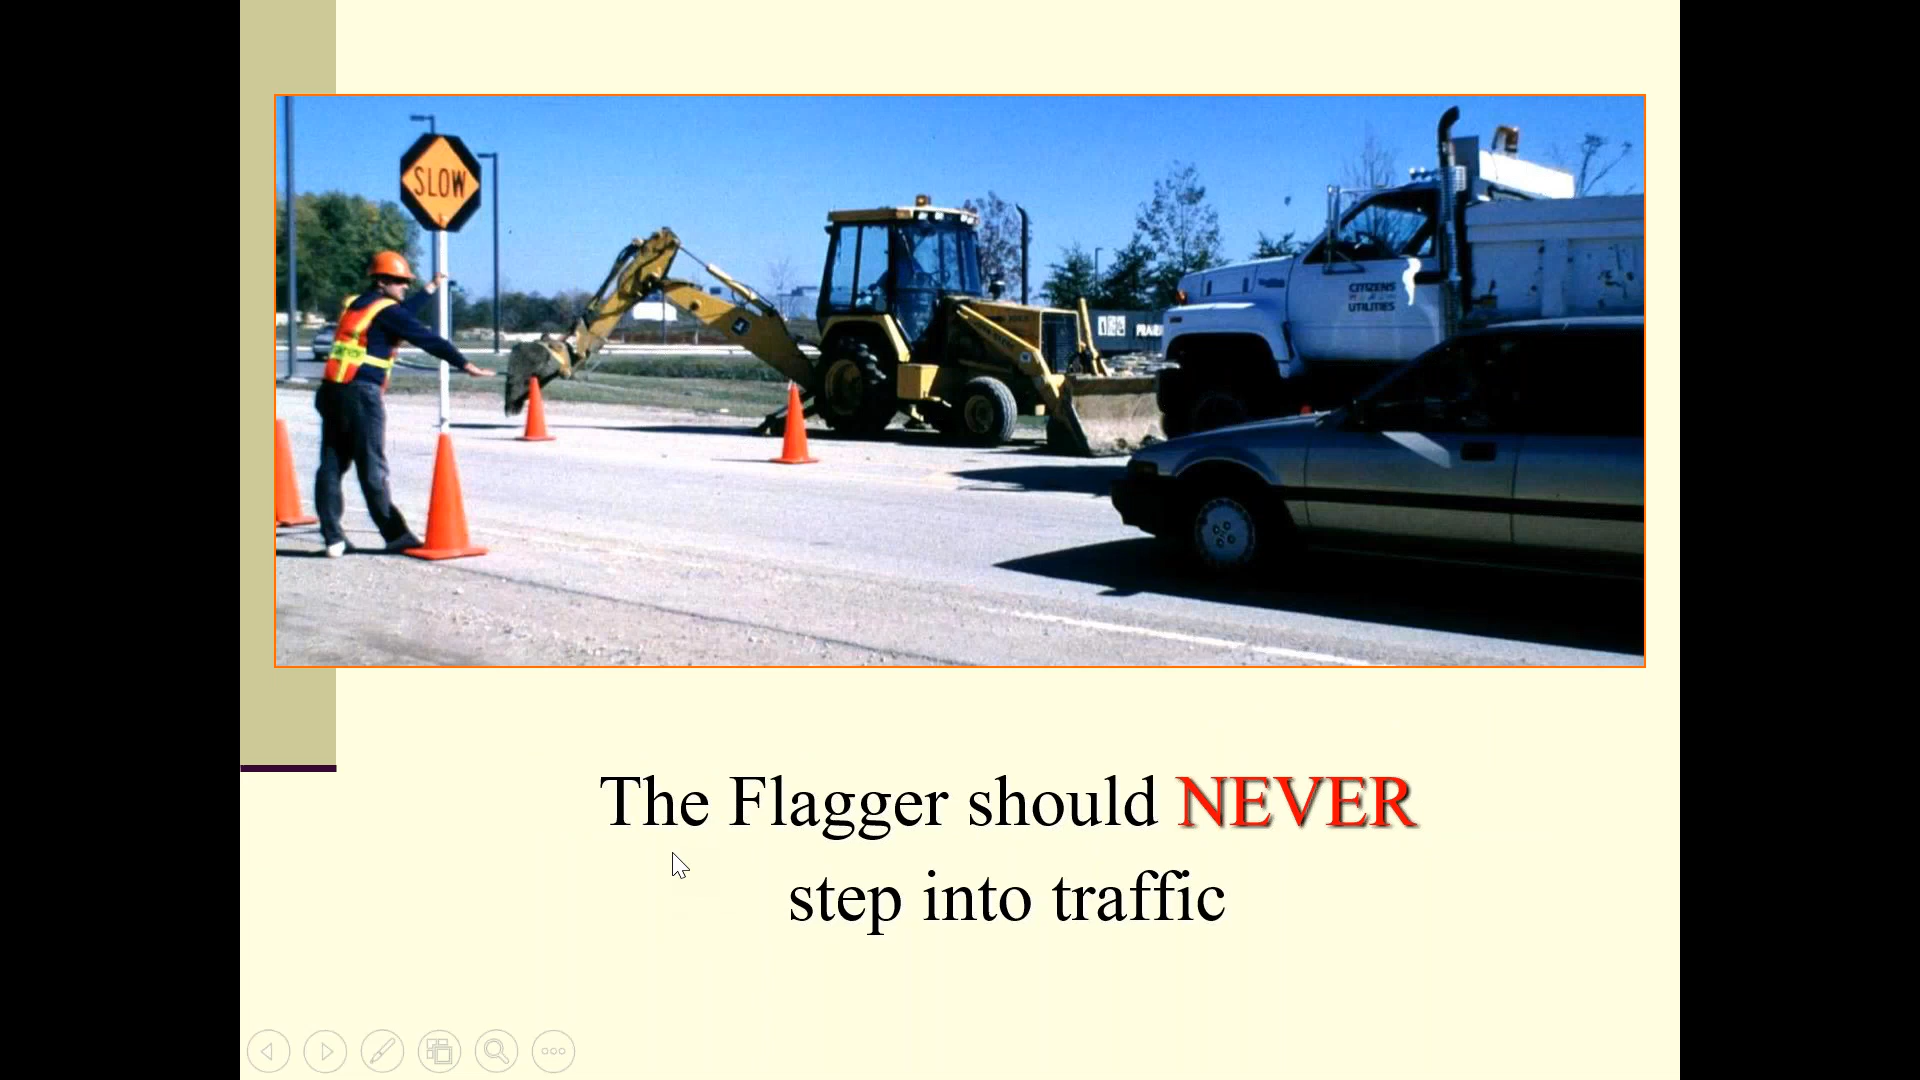 SLOW
CITIZENS
UTILITIES
The Flagger should NEVER
step into traffic